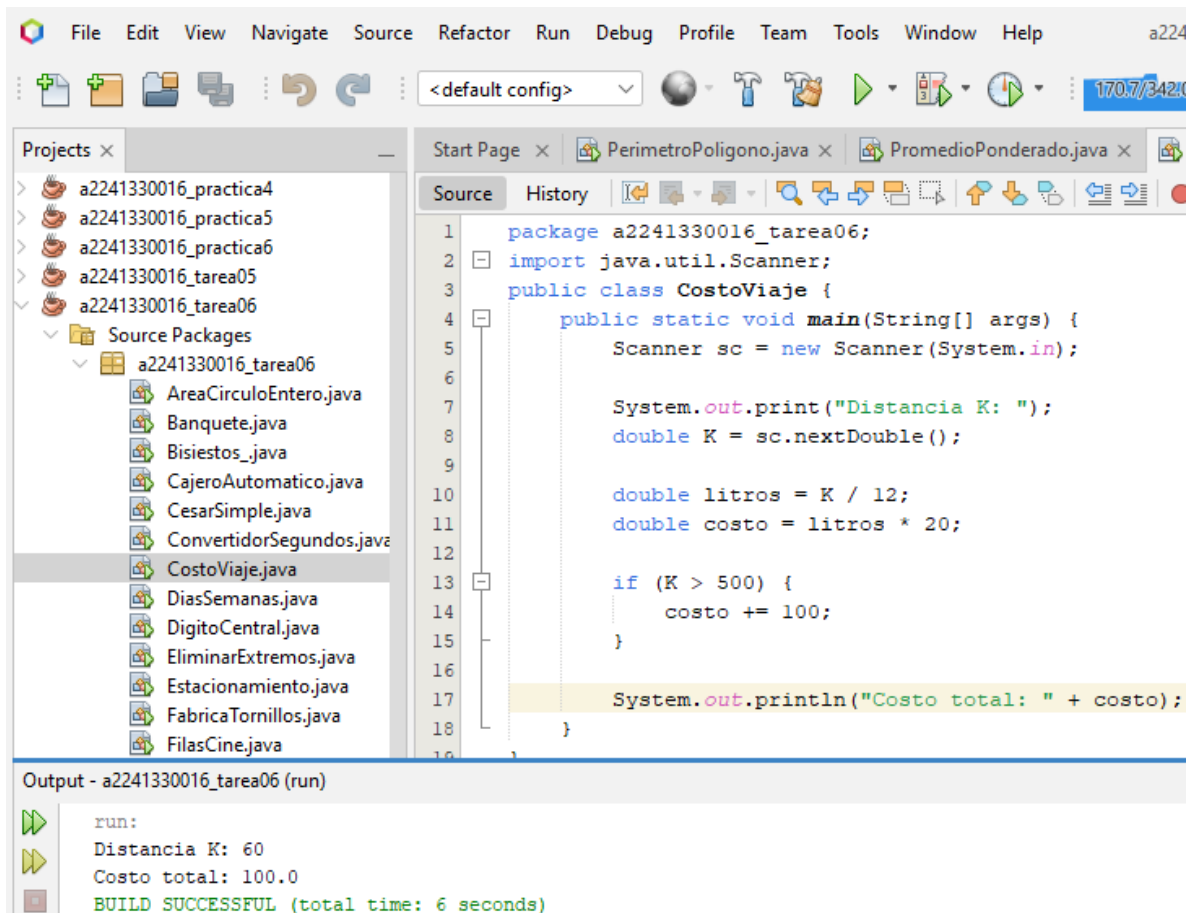 File Edit View Navigate Source Refactor Run Debug Profile Team Tools Window Help a224
<default config> 170.7/342.0
Projects
a2241330016_practica4
a2241330016_practica5
a2241330016_practica6
a2241330016_tarea05
a2241330016_tarea06
Source Packages
a2241330016_tarea06
AreaCirculoEntero.java
Banquete.java
Bisiestos_.java
CajeroAutomatico.java
CesarSimple.java
ConvertidorSegundos.java
CostoViaje.java
DiasSemanas.java
DigitoCentral.java
EliminarExtremos.java
Estacionamiento.java
FabricaTornillos.java
FilasCine.java
Start Page PerimetroPoligono.java PromedioPonderado.java
Source History
1 package a2241330016_tarea06;
2 import java.util.Scanner;
3 public class CostoViaje {
4 public static void main(String[] args) {
5 Scanner sc = new Scanner(System.in);
6
7 System.out.print("Distancia K: ");
8 double K = sc.nextDouble();
9
10 double litros = K / 12;
11 double costo = litros * 20;
12
13 if (K > 500) {
14 costo += 100;
15 }
16
17 System.out.println("Costo total: " + costo);
18 }
19 }
Output - a2241330016_tarea06 (run)
run:
Distancia K: 60
Costo total: 100.0
BUILD SUCCESSFUL (total time: 6 seconds)